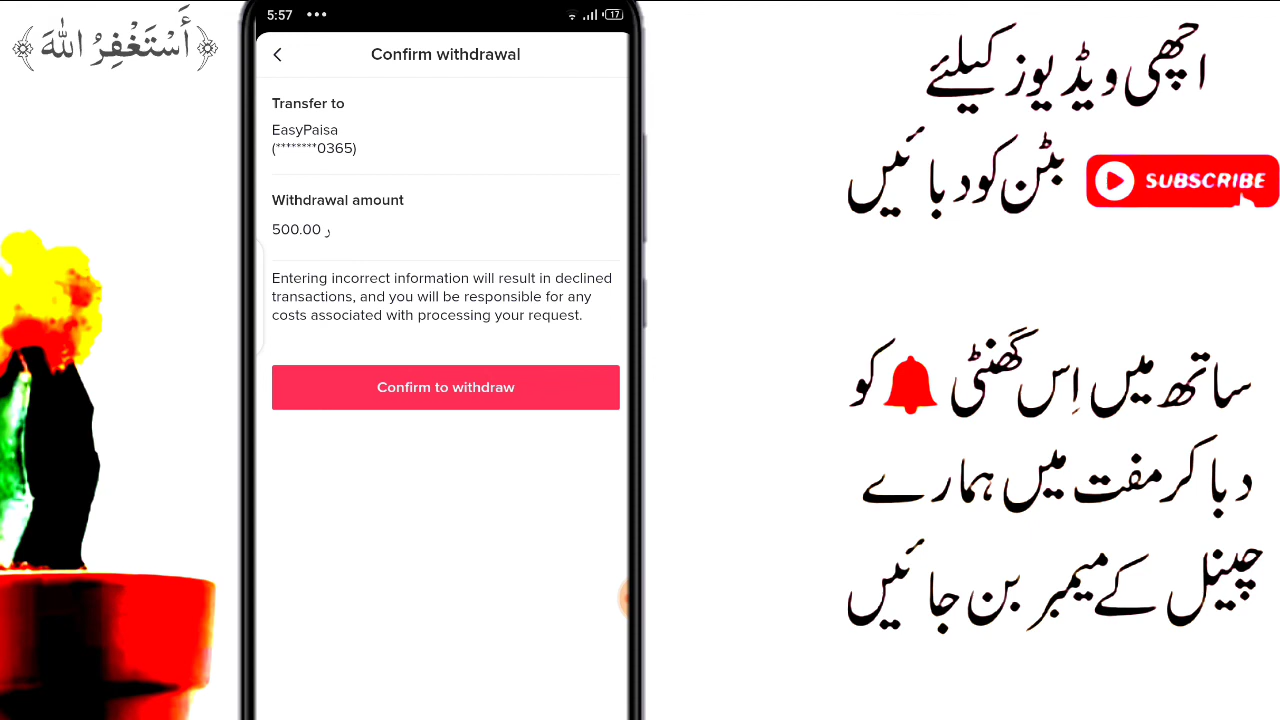 ﴿أَسْتَغْفِرُ اللهَ﴾
5:57 •••
17
Confirm withdrawal
Transfer to
EasyPaisa
(********0365)
Withdrawal amount
500.00 ر
Entering incorrect information will result in declined
transactions, and you will be responsible for any
costs associated with processing your request.
Confirm to withdraw
اچھی ویڈیوز کیلئے
بٹن کو دبائیں
SUBSCRIBE
ساتھ میں اِس گھنٹی کو
دبا کر مفت میں ہمارے
چینل کے میمبر بن جائیں